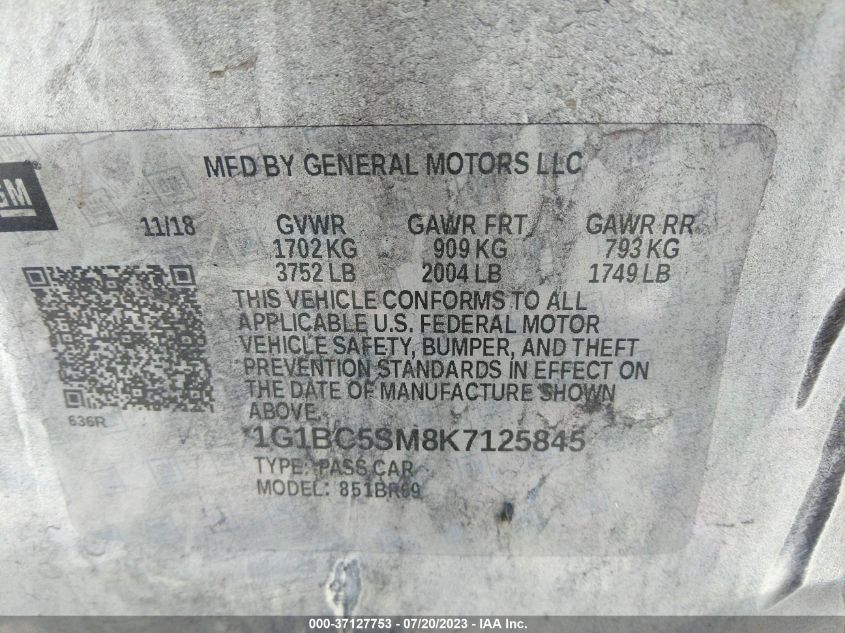 MFD BY GENERAL MOTORS LLC
GM
11/18 GVWR GAWR FRT GAWR RR
1702 KG 909 KG 793 KG
3752 LB 2004 LB 1749 LB
THIS VEHICLE CONFORMS TO ALL
APPLICABLE U.S. FEDERAL MOTOR
VEHICLE SAFETY, BUMPER, AND THEFT
PREVENTION STANDARDS IN EFFECT ON
THE DATE OF MANUFACTURE SHOWN
ABOVE.
636R
1G1BC5SM8K7125845
TYPE: PASS CAR
MODEL: 851BR69
000-37127753 - 07/20/2023 - IAA Inc.